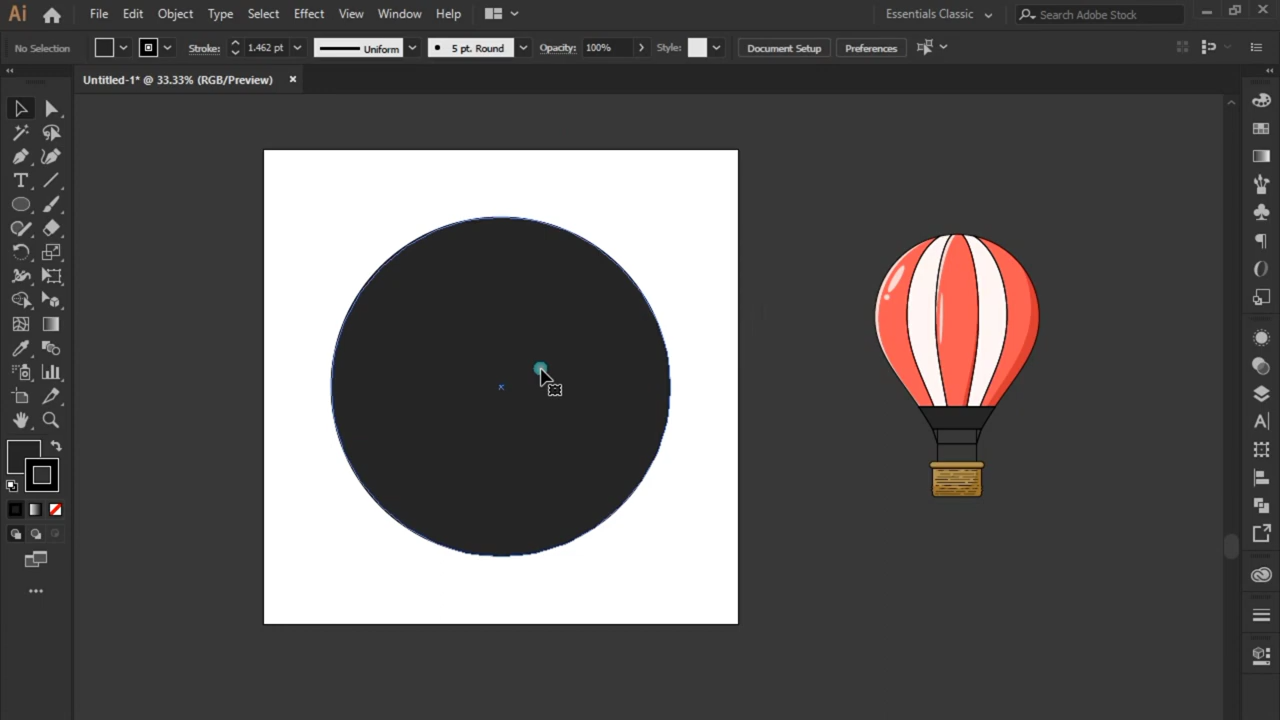 Ai File Edit Object Type Select Effect View Window Help Essentials Classic Search Adobe Stock
No Selection Stroke: 1.462 pt Uniform 5 pt. Round Opacity: 100% Style: Document Setup Preferences
Untitled-1* @ 33.33% (RGB/Preview) ×